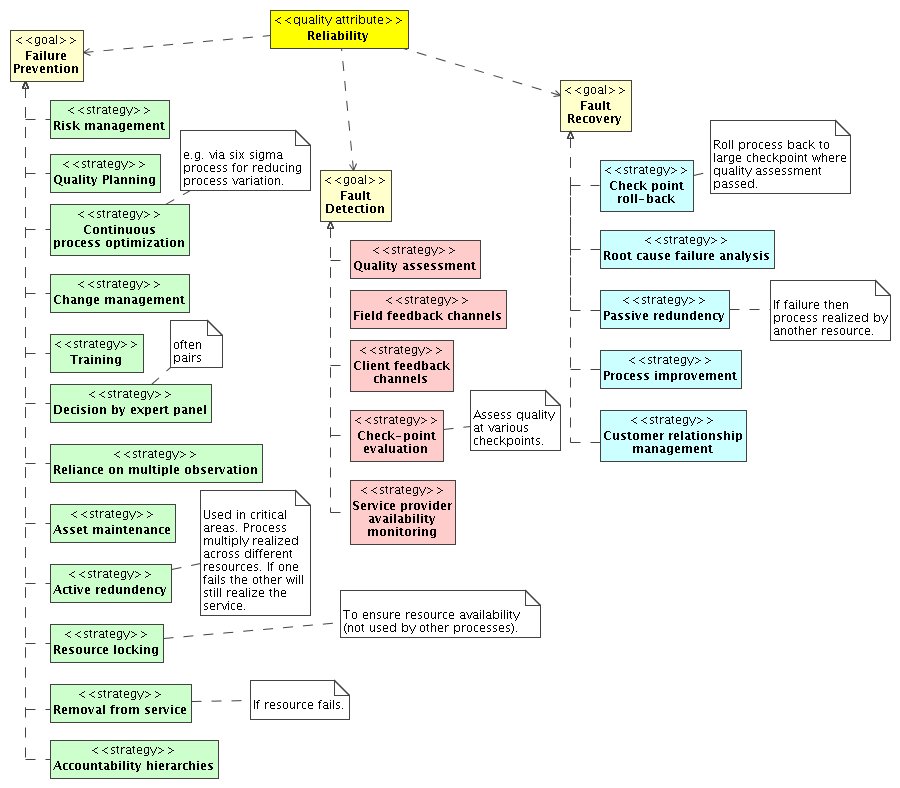 <<quality attribute>>
Reliability
<<goal>>
Failure
Prevention
<<strategy>>
Risk management
<<strategy>>
Quality Planning
e.g. via six sigma
process for reducing
process variation.
<<strategy>>
Continuous
process optimization
<<strategy>>
Change management
<<strategy>>
Training
often
pairs
<<strategy>>
Decision by expert panel
<<strategy>>
Reliance on multiple observation
<<strategy>>
Asset maintenance
Used in critical
areas. Process
multiply realized
across different
resources. If one
fails the other will
still realize the
service.
<<strategy>>
Active redundancy
<<strategy>>
Resource locking
To ensure resource availability
(not used by other processes).
<<strategy>>
Removal from service
If resource fails.
<<strategy>>
Accountability hierarchies
<<goal>>
Fault
Detection
<<strategy>>
Quality assessment
<<strategy>>
Field feedback channels
<<strategy>>
Client feedback
channels
<<strategy>>
Check-point
evaluation
Assess quality
at various
checkpoints.
<<strategy>>
Service provider
availability
monitoring
<<goal>>
Fault
Recovery
<<strategy>>
Check point
roll-back
Roll process back to
large checkpoint where
quality assessment
passed.
<<strategy>>
Root cause failure analysis
<<strategy>>
Passive redundancy
If failure then
process realized by
another resource.
<<strategy>>
Process improvement
<<strategy>>
Customer relationship
management